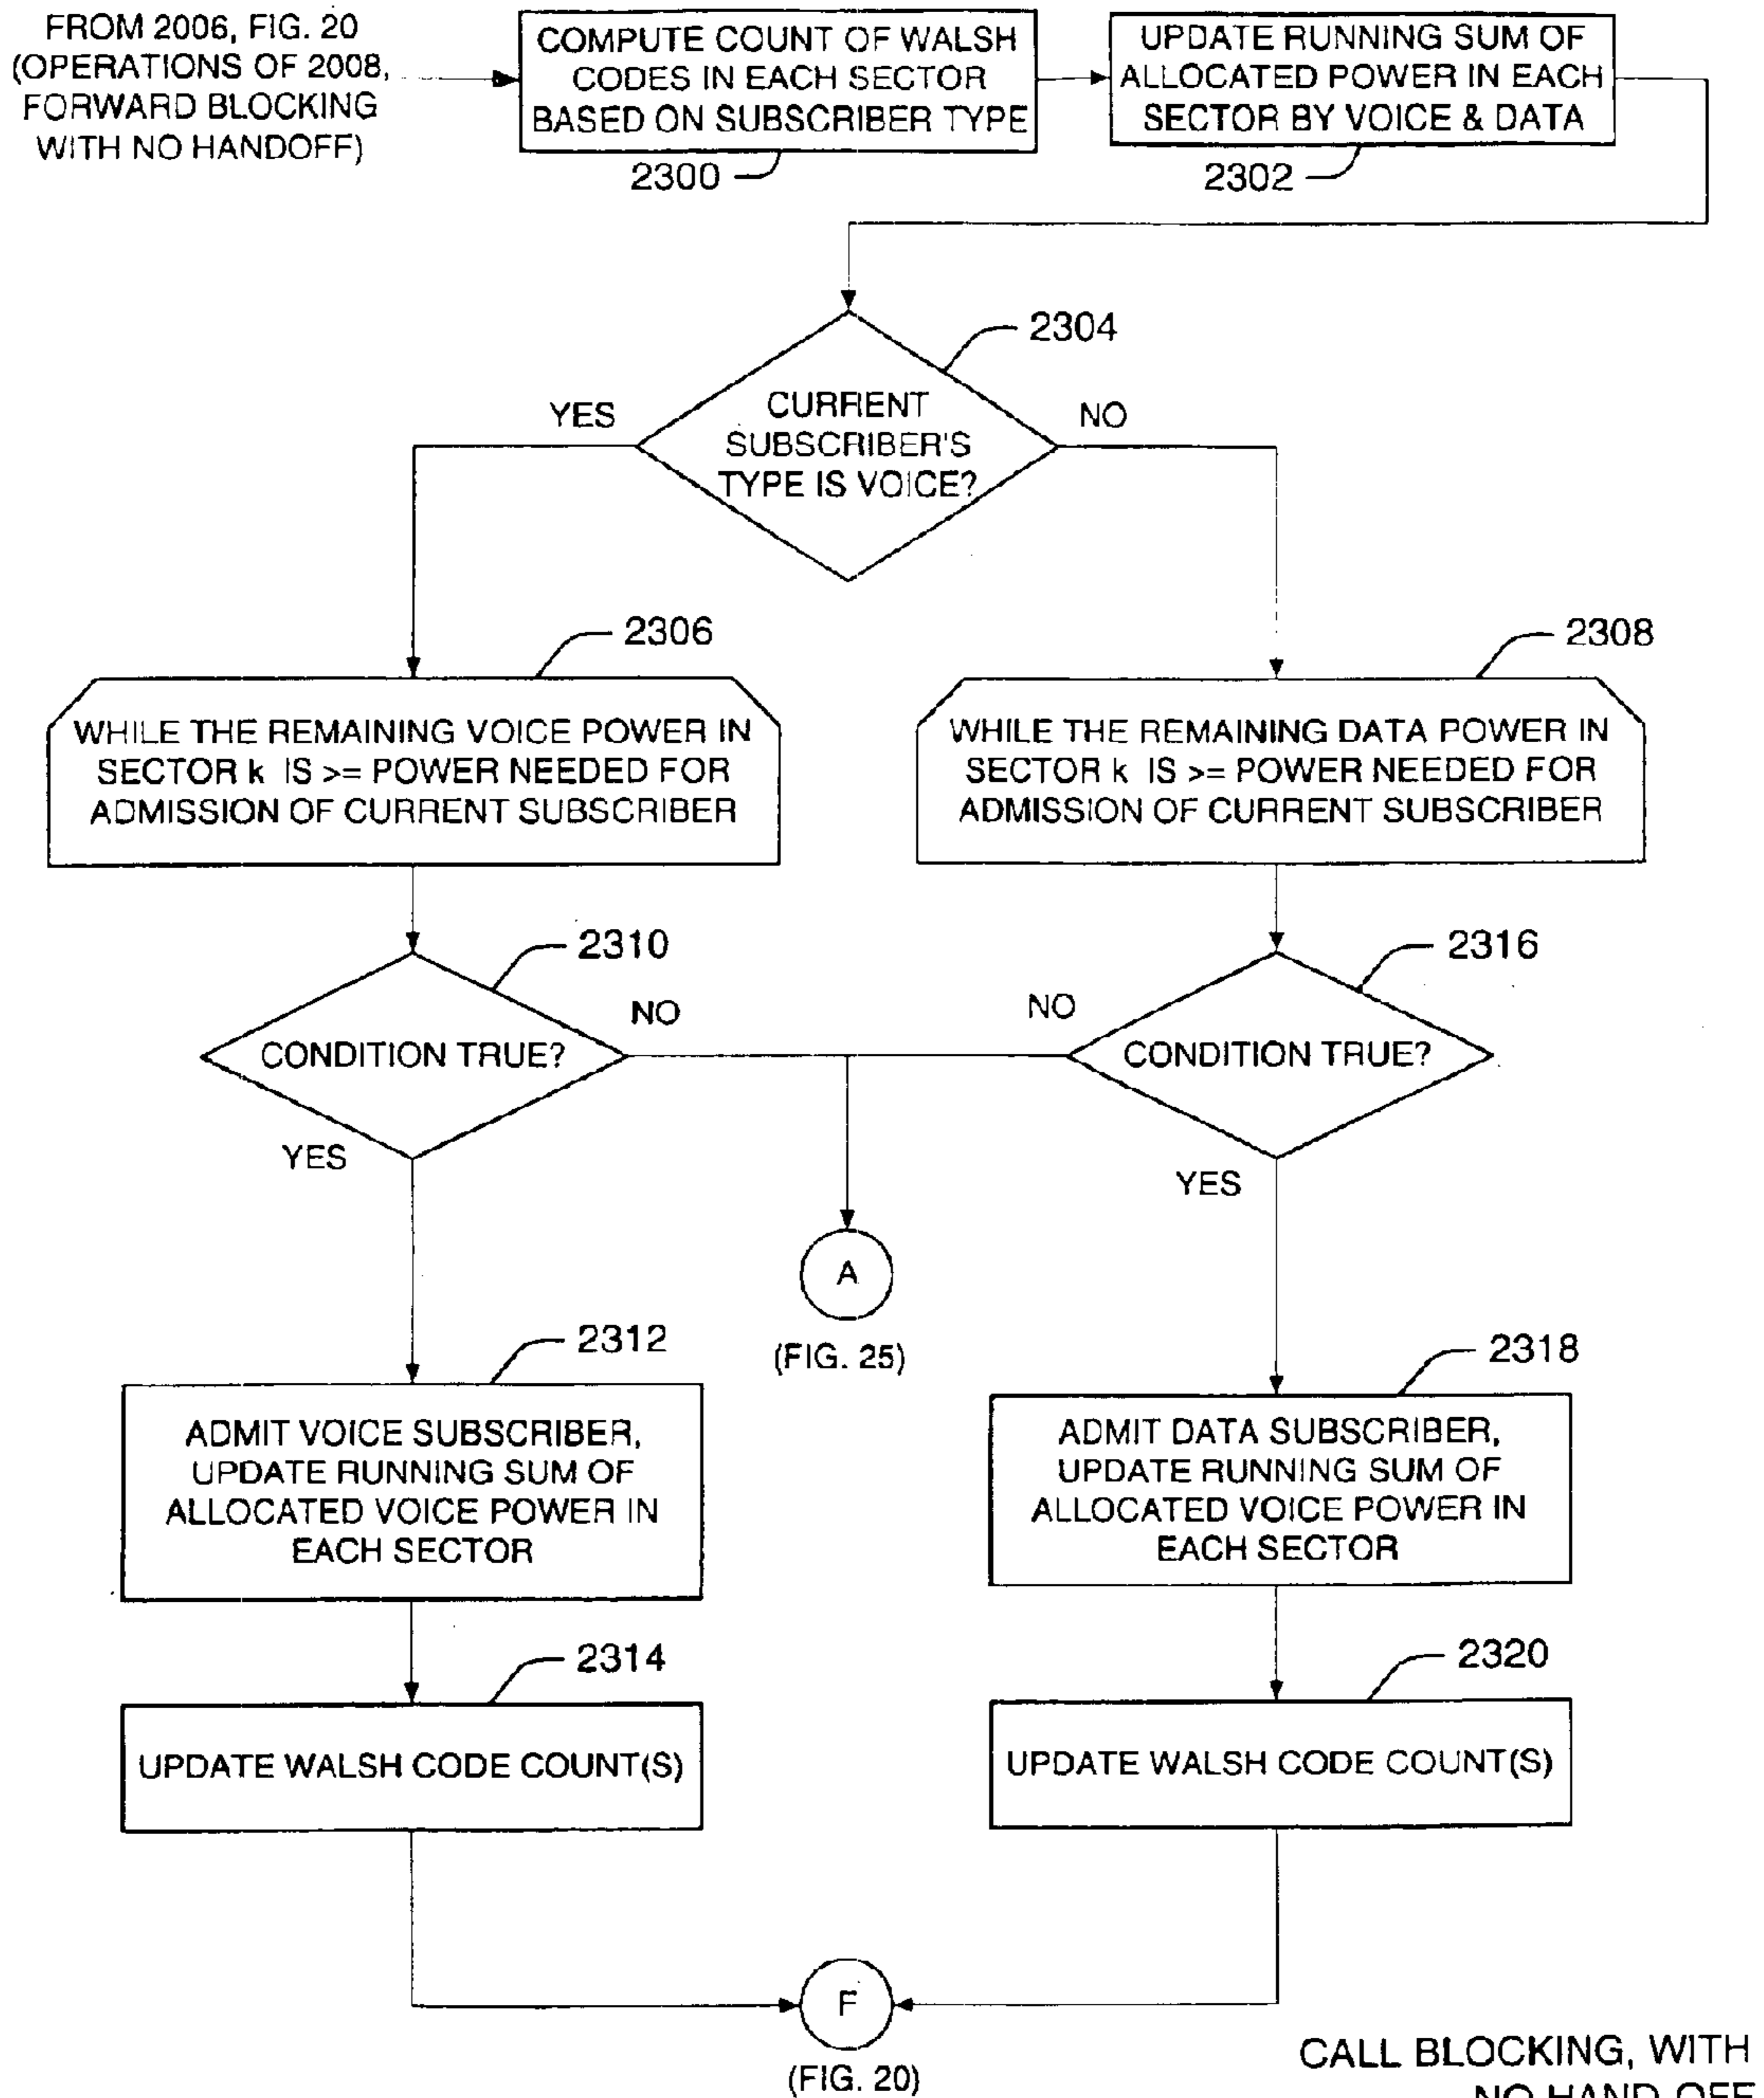 FROM 2006, FIG. 20
(OPERATIONS OF 2008,
FORWARD BLOCKING
WITH NO HANDOFF)
COMPUTE COUNT OF WALSH
CODES IN EACH SECTOR
BASED ON SUBSCRIBER TYPE
2300
UPDATE RUNNING SUM OF
ALLOCATED POWER IN EACH
SECTOR BY VOICE & DATA
2302
2304
CURRENT
SUBSCRIBER'S
TYPE IS VOICE?
YES
NO
2306
WHILE THE REMAINING VOICE POWER IN
SECTOR k IS >= POWER NEEDED FOR
ADMISSION OF CURRENT SUBSCRIBER
2308
WHILE THE REMAINING DATA POWER IN
SECTOR k IS >= POWER NEEDED FOR
ADMISSION OF CURRENT SUBSCRIBER
2310
CONDITION TRUE?
NO
YES
2316
CONDITION TRUE?
NO
YES
A
(FIG. 25)
2312
ADMIT VOICE SUBSCRIBER,
UPDATE RUNNING SUM OF
ALLOCATED VOICE POWER IN
EACH SECTOR
2318
ADMIT DATA SUBSCRIBER,
UPDATE RUNNING SUM OF
ALLOCATED VOICE POWER IN
EACH SECTOR
2314
UPDATE WALSH CODE COUNT(S)
2320
UPDATE WALSH CODE COUNT(S)
F
(FIG. 20)
CALL BLOCKING, WITH
NO HAND-OFF